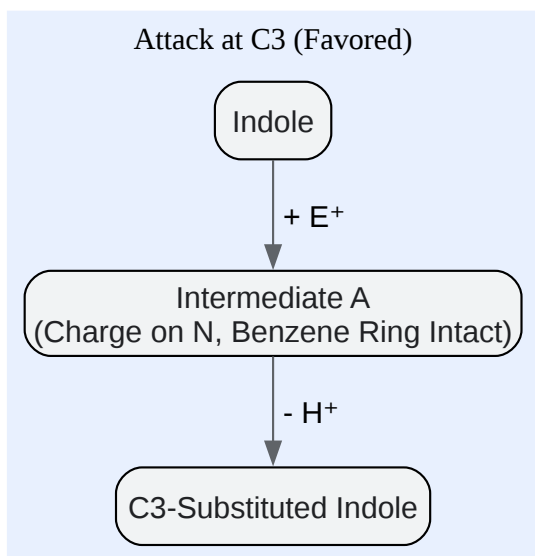 Attack at C3 (Favored)
Indole
+ E⁺
Intermediate A
(Charge on N, Benzene Ring Intact)
- H⁺
C3-Substituted Indole